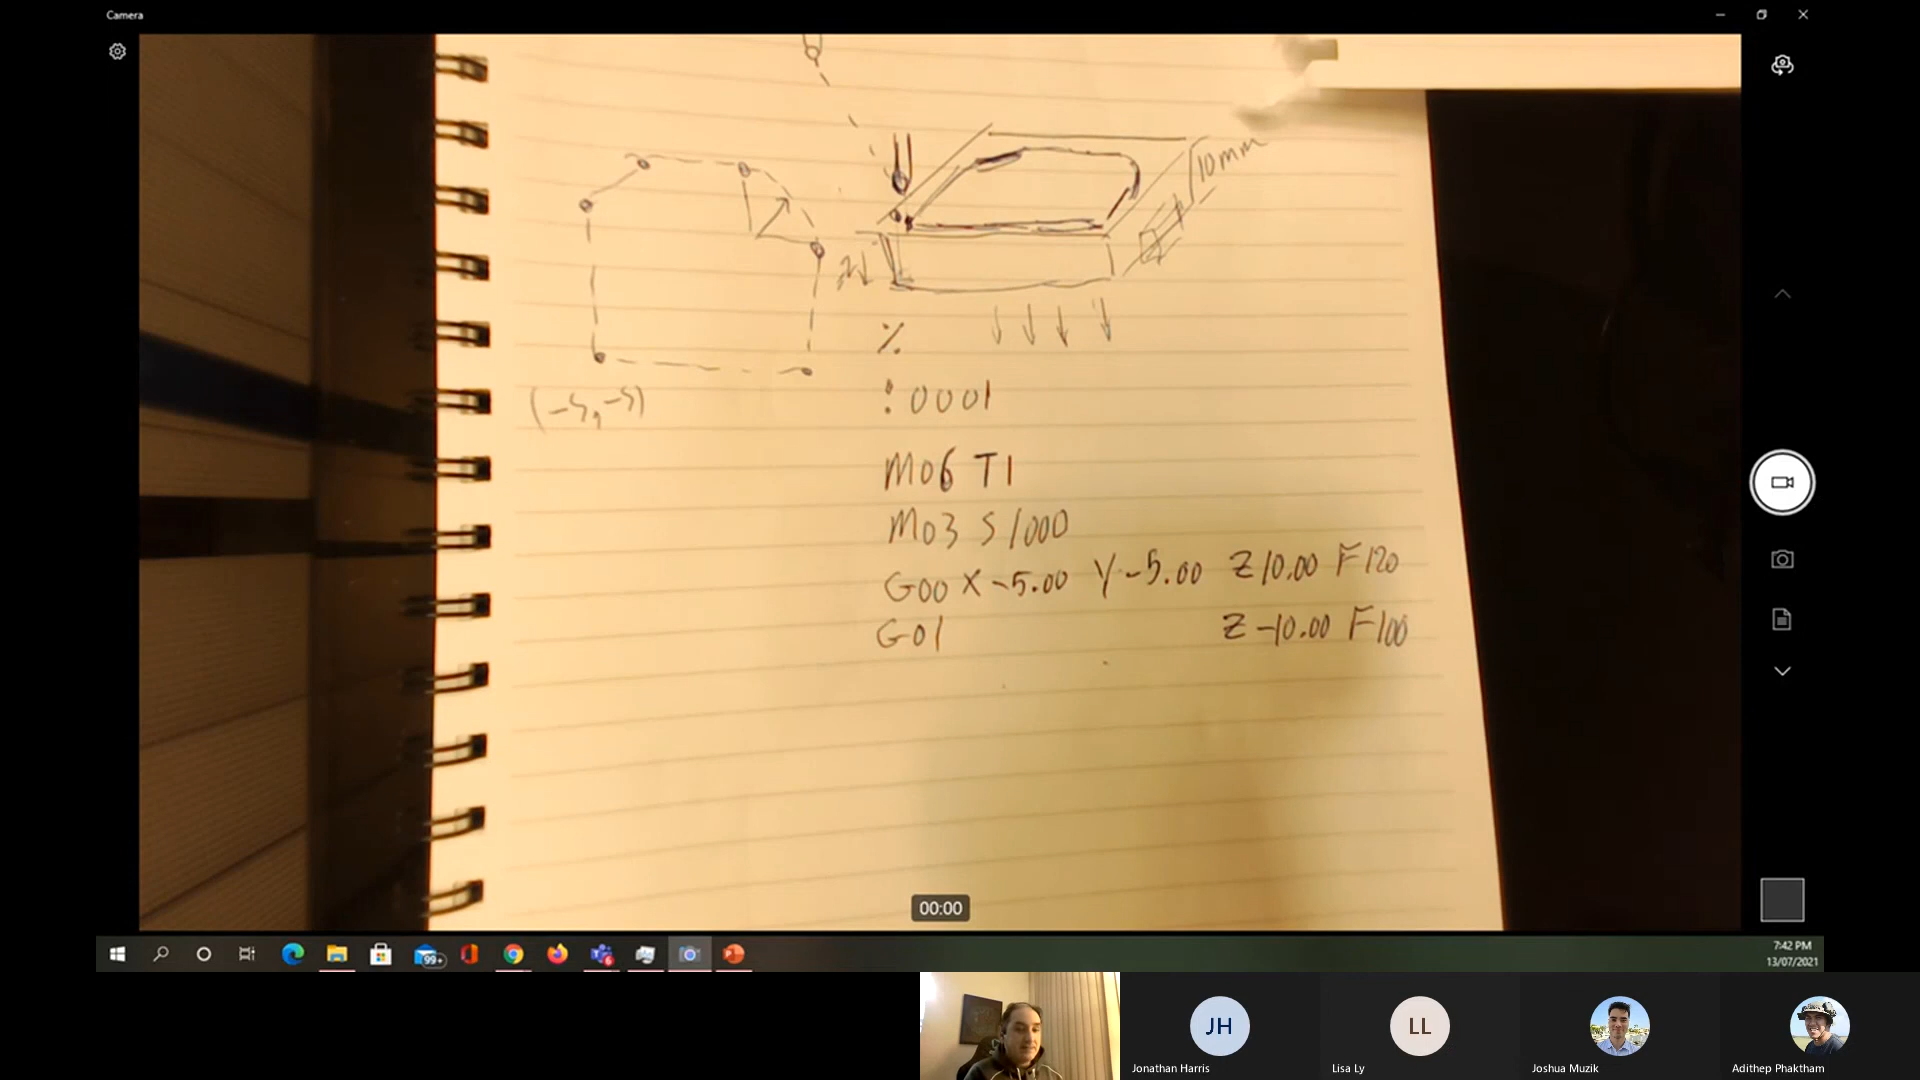 Camera
10mm
%
(-5,-5)
:0001
M06 T1
M03 S1000
G00 X-5.00 Y-5.00 Z10.00 F120
G01 Z-10.00 F100
00:00
99+
7:42 PM
13/07/2021
JH
LL
Jonathan Harris
Lisa Ly
Joshua Muzik
Adithep Phaktham